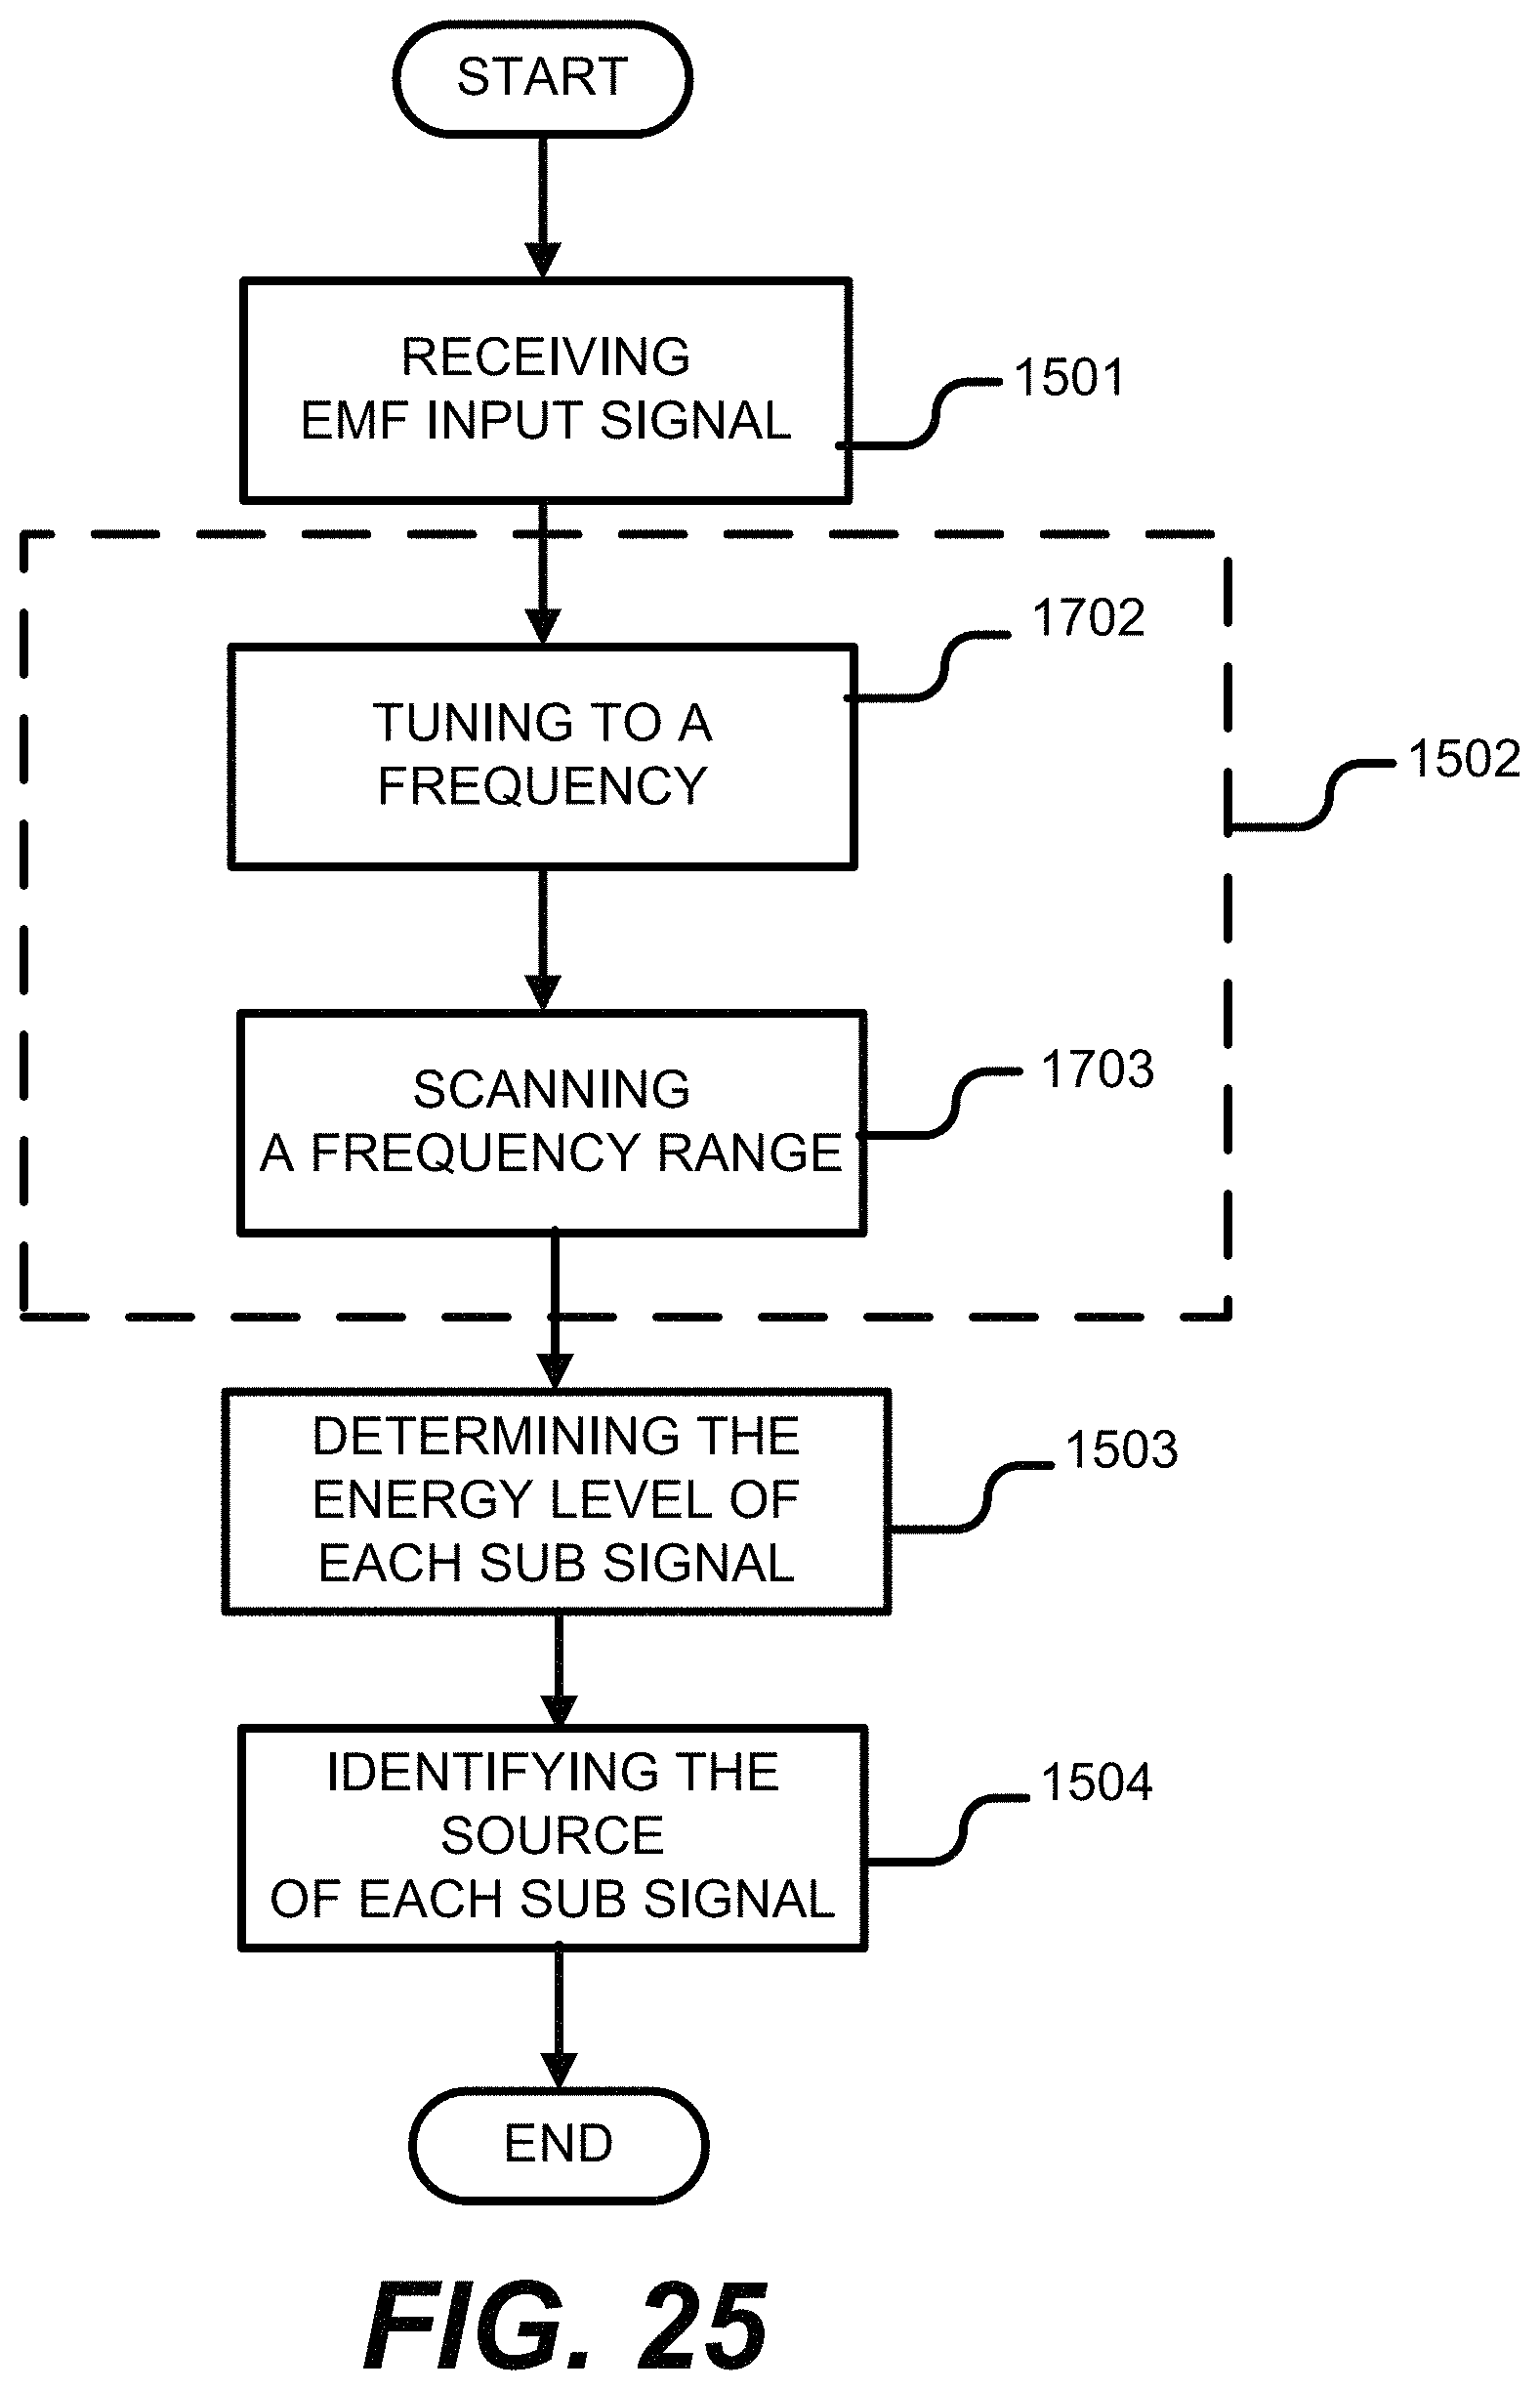 START
RECEIVING
EMF INPUT SIGNAL
1501
1702
TUNING TO A
FREQUENCY
1502
SCANNING
A FREQUENCY RANGE
1703
DETERMINING THE
ENERGY LEVEL OF
EACH SUB SIGNAL
1503
IDENTIFYING THE
SOURCE
OF EACH SUB SIGNAL
1504
END
FIG. 25